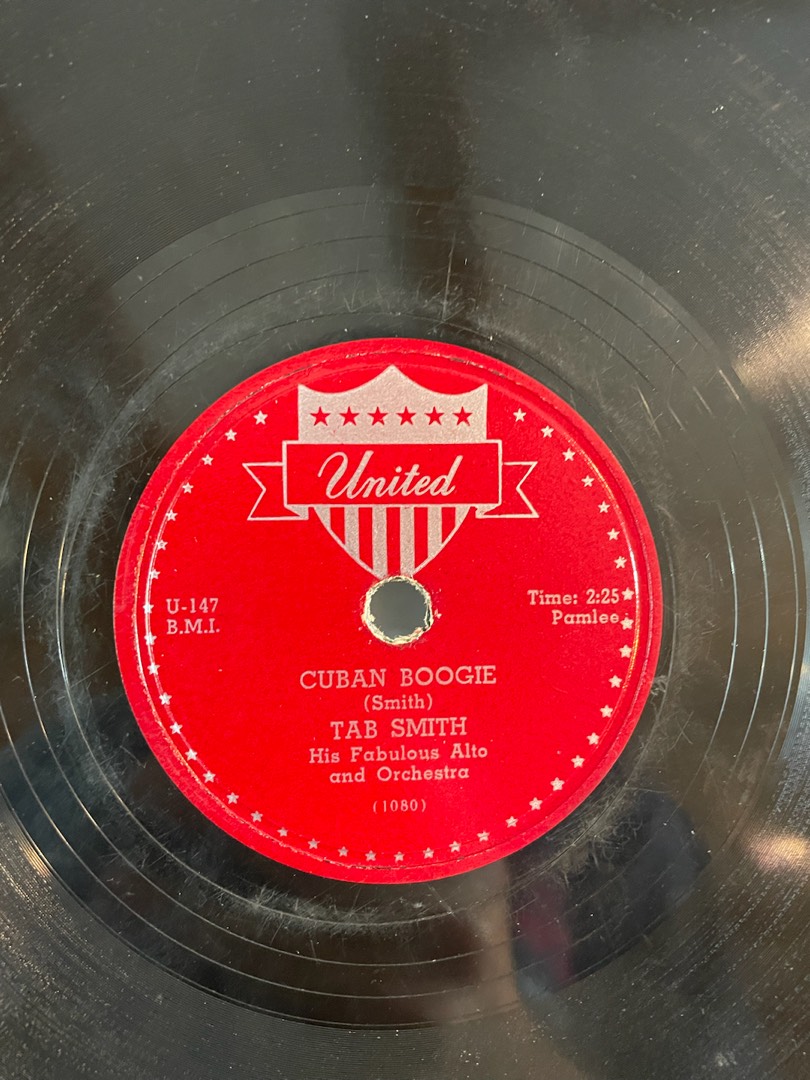 United
U-147
B.M.I.
Time: 2:25
Pamlee
CUBAN BOOGIE
(Smith)
TAB SMITH
His Fabulous Alto
and Orchestra
(1080)